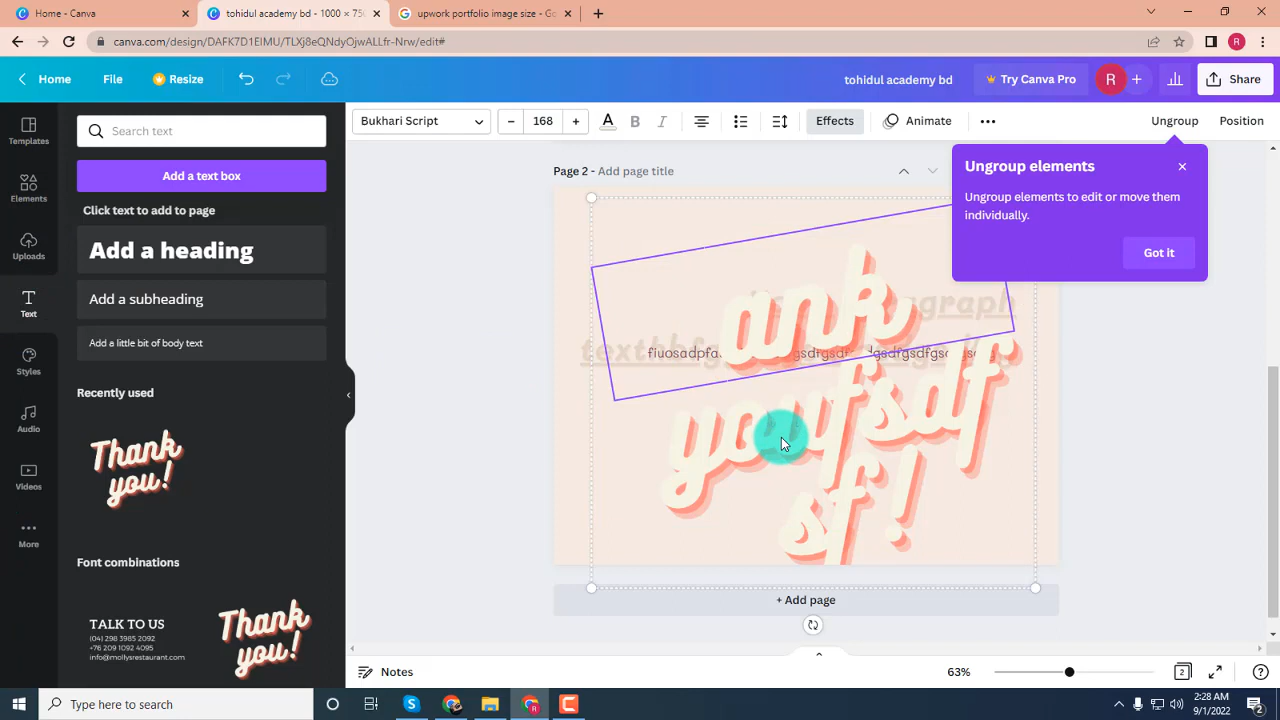 Home - Canva
tohidul academy bd - 1000 × 75
upwork portfolio image size - Go
canva.com/design/DAFK7D1EIMU/TLXj8eQNdyOjwALLfr-Nrw/edit#
Home
File
Resize
tohidul academy bd
R
Try Canva Pro
Share
Templates
Elements
Uploads
Text
Styles
Audio
Videos
More
Search text
Add a text box
Click text to add to page
Add a heading
Add a subheading
Add a little bit of body text
Recently used
Thank
you!
Font combinations
TALK TO US
(04) 298 3985 2092
+76 209 1092 4095
info@mollysrestaurant.com
Thank
you!
Bukhari Script
168
A
B
I
Effects
Animate
Ungroup
Position
Page 2 - Add page title
Ungroup elements
Ungroup elements to edit or move them
individually.
Got it
ank
youfsdf
sf!
+ Add page
Notes
63%
2
Type here to search
2:28 AM
9/1/2022
2